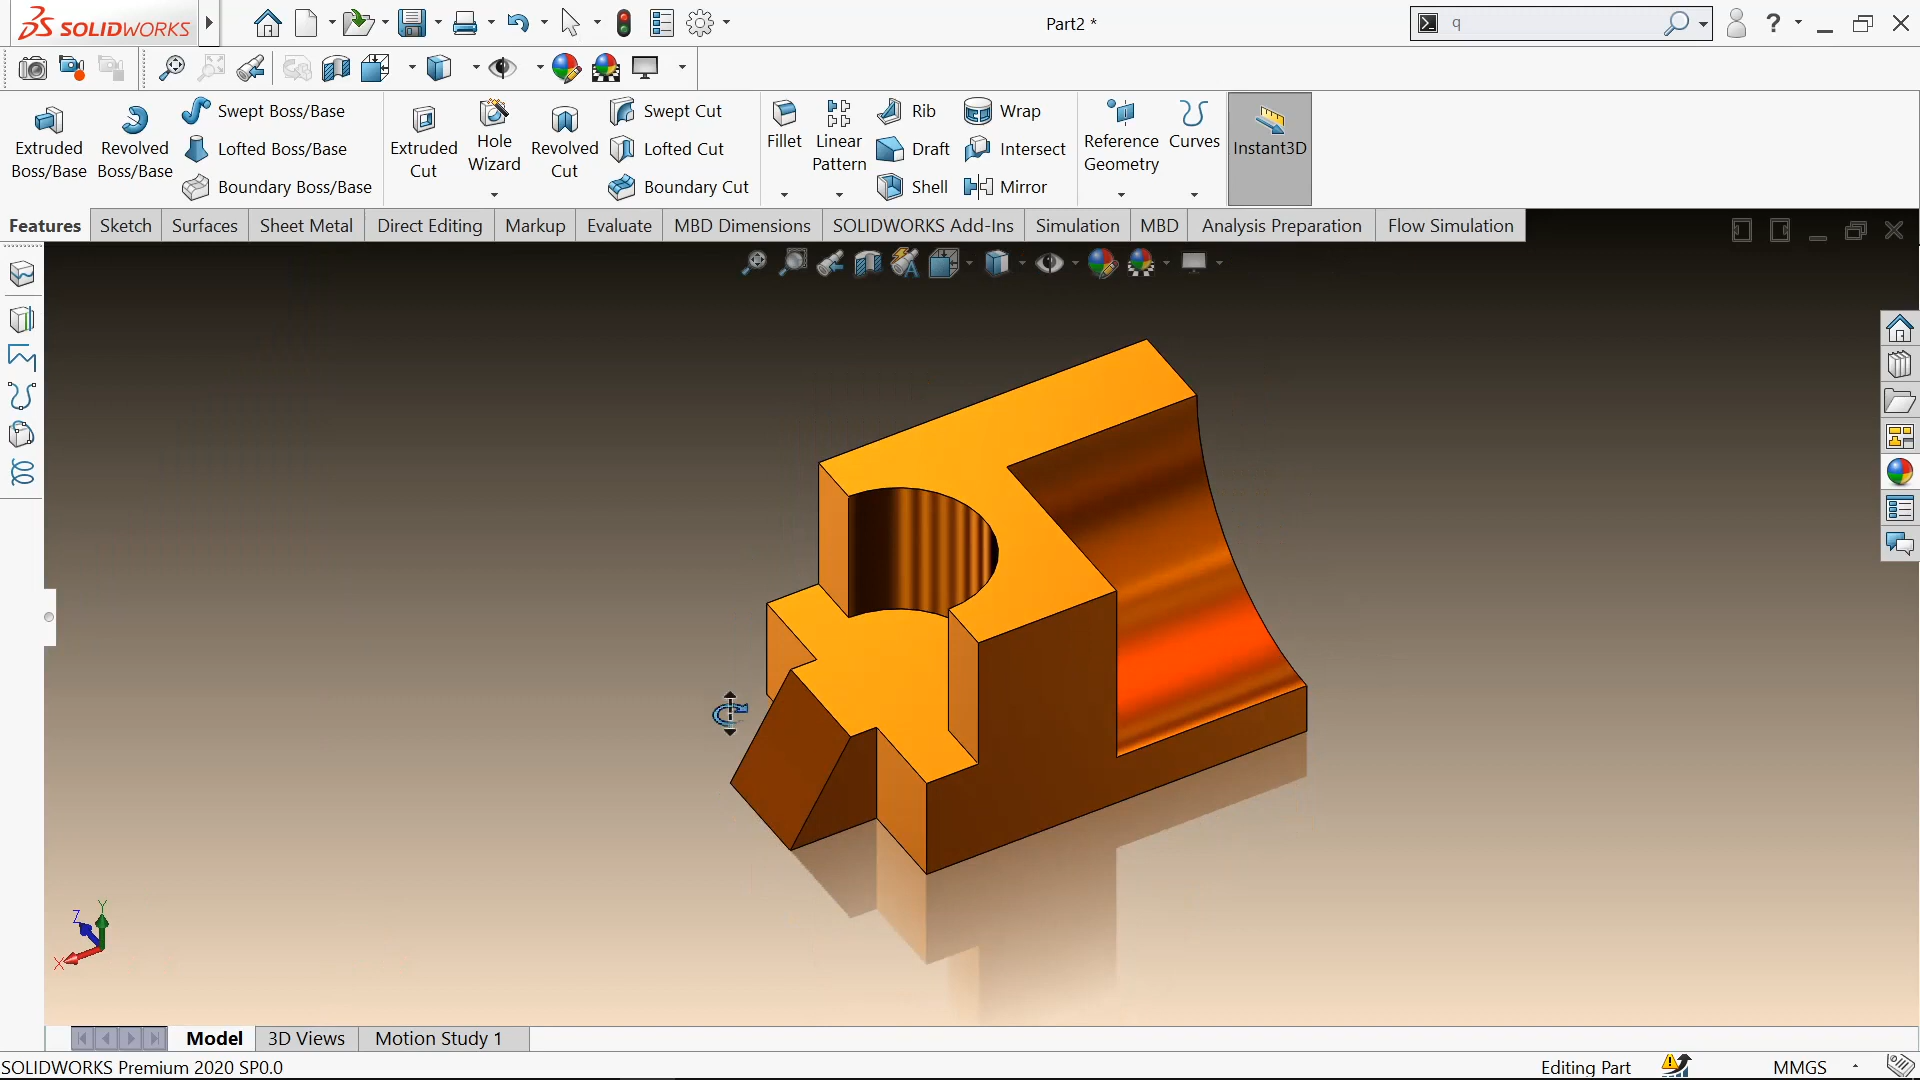 SOLIDWORKS
Part2 *
q
?
Extruded Boss/Base
Revolved Boss/Base
Swept Boss/Base
Lofted Boss/Base
Boundary Boss/Base
Extruded Cut
Hole Wizard
Revolved Cut
Swept Cut
Lofted Cut
Boundary Cut
Fillet
Linear Pattern
Rib
Draft
Shell
Wrap
Intersect
Mirror
Reference Geometry
Curves
Instant3D
Features
Sketch
Surfaces
Sheet Metal
Direct Editing
Markup
Evaluate
MBD Dimensions
SOLIDWORKS Add-Ins
Simulation
MBD
Analysis Preparation
Flow Simulation
Y
Z
X
Model
3D Views
Motion Study 1
SOLIDWORKS Premium 2020 SP0.0
Editing Part
MMGS